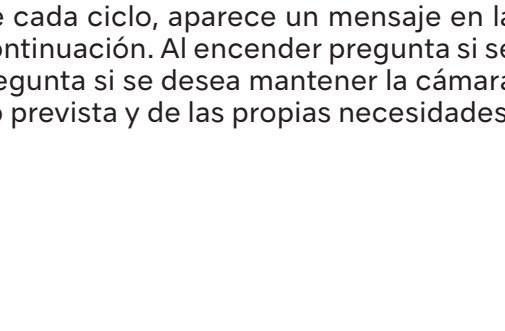 cada ciclo, aparece un mensaje en la
ontinuación. Al encender pregunta si se
egunta si se desea mantener la cámara
prevista y de las propias necesidades